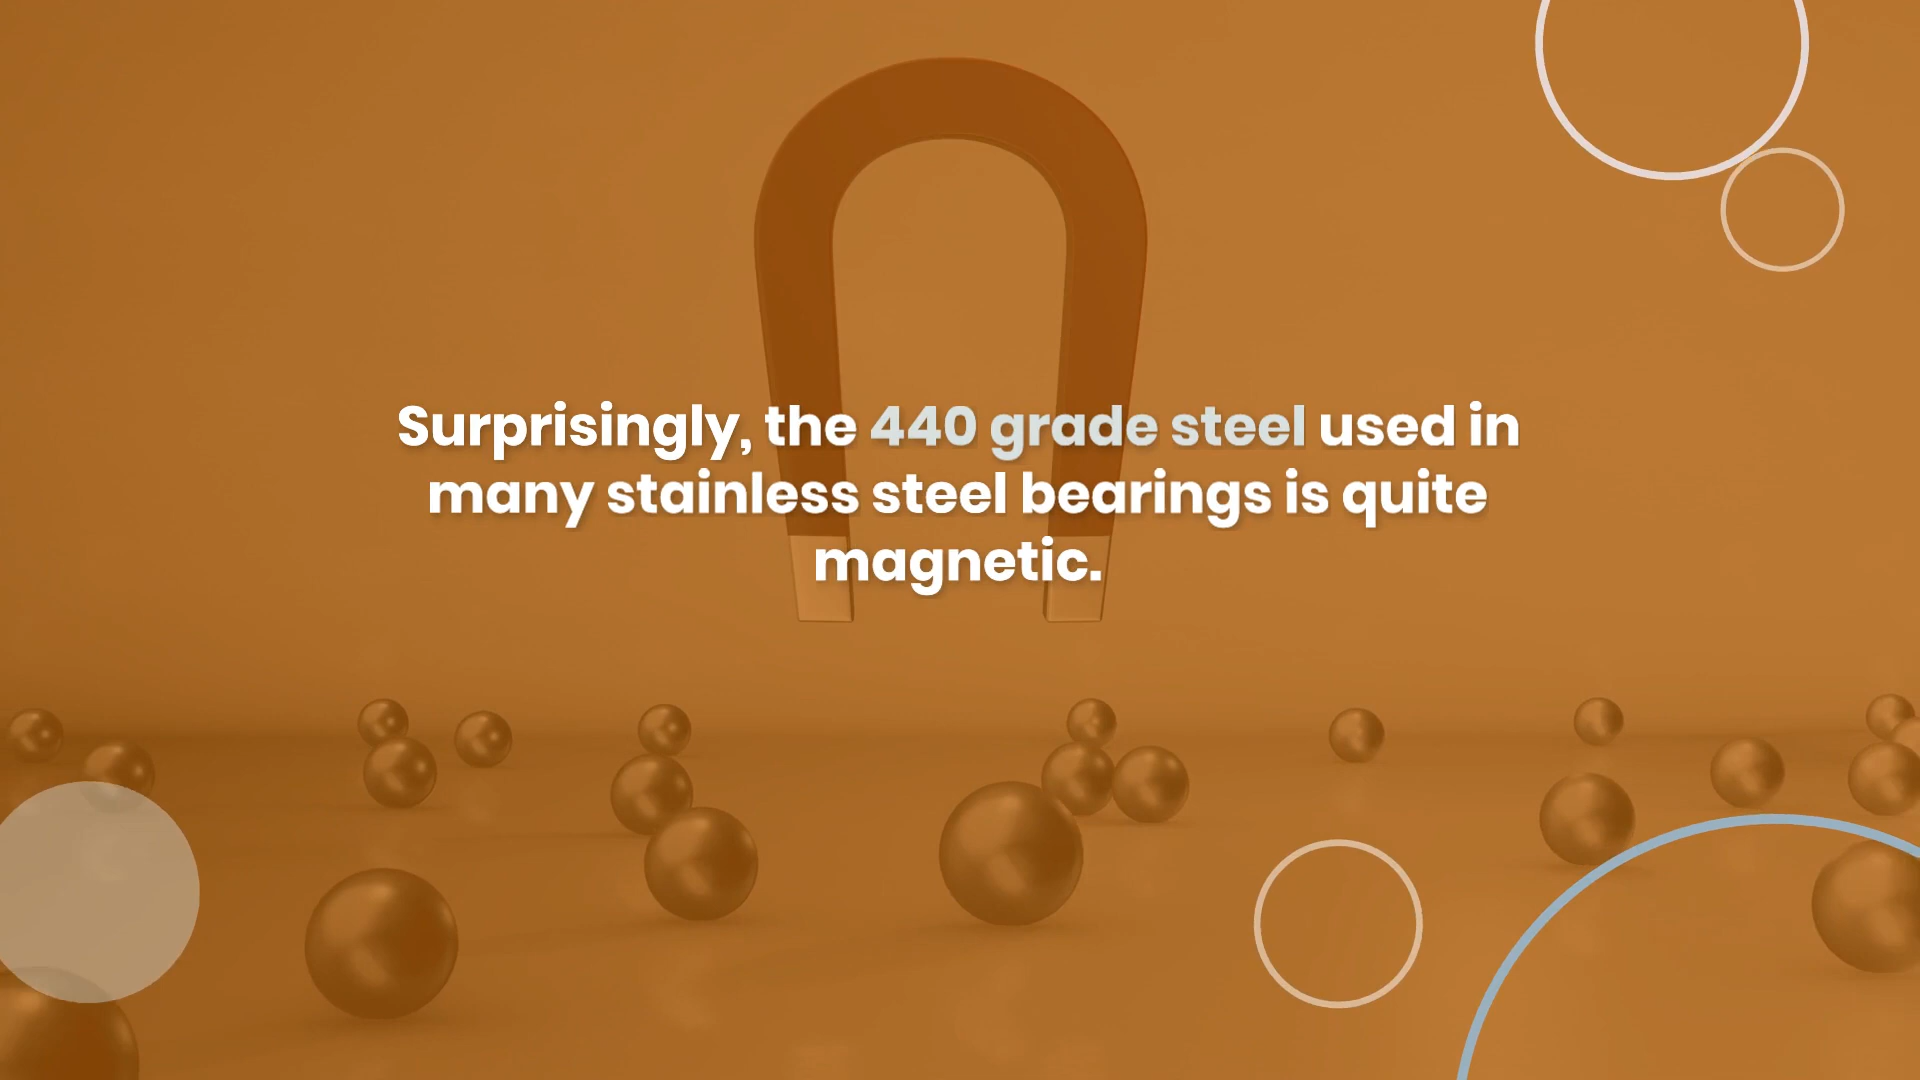 Surprisingly, the 440 grade steel used in
many stainless steel bearings is quite
magnetic.